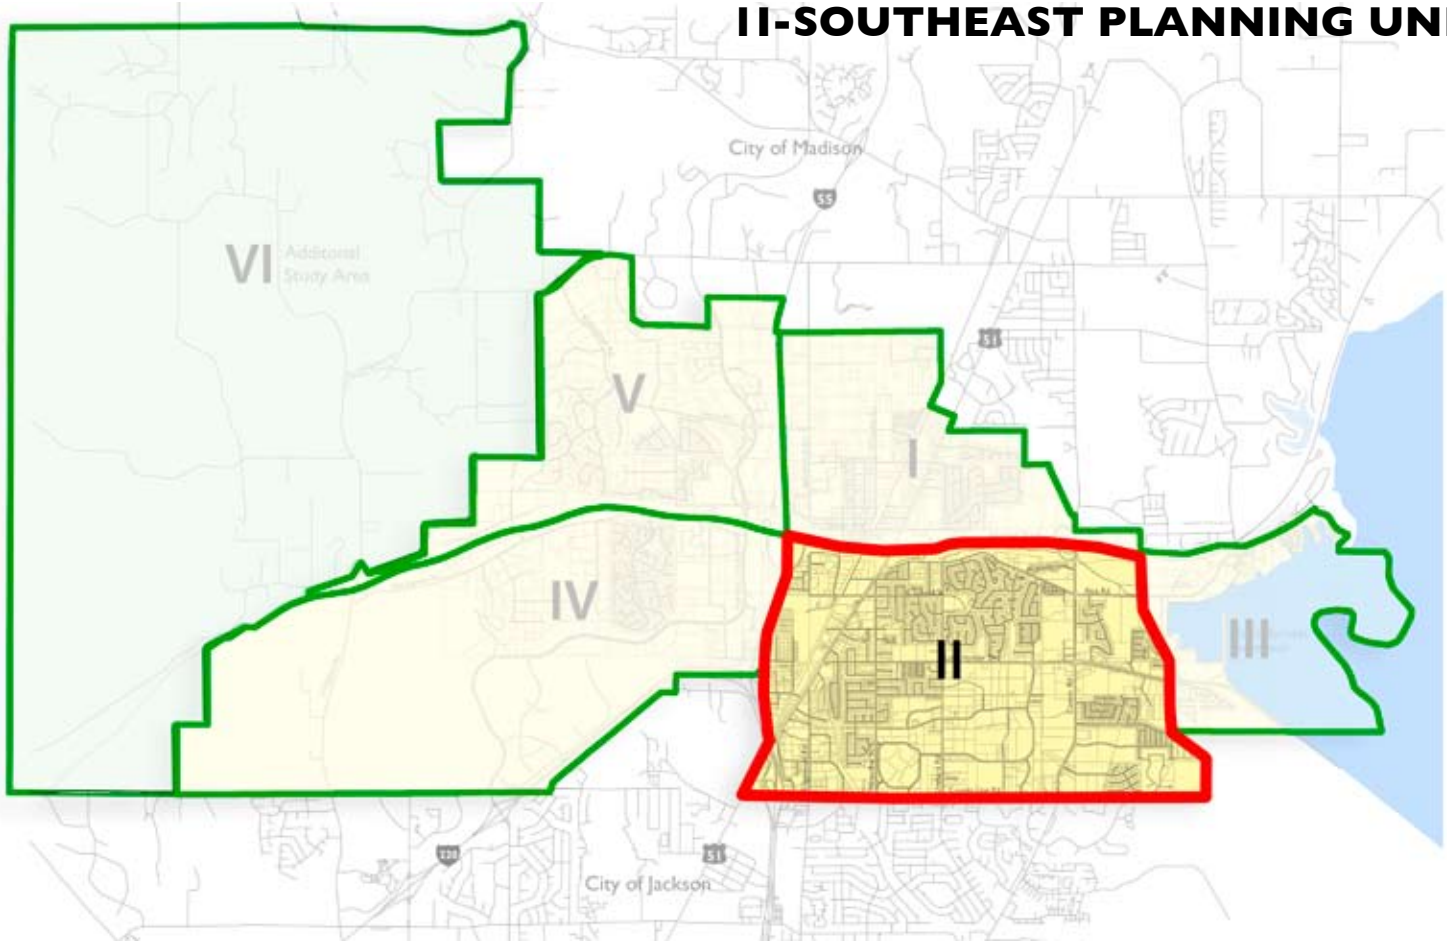 II-SOUTHEAST PLANNING UNI
City of Madison
55
VI
Additional
Study Area
51
V
I
IV
II
III
220
51
City of Jackson